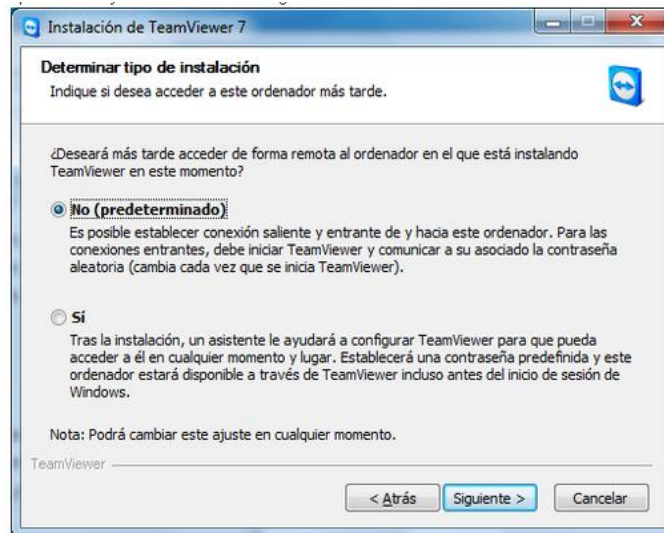 Instalación de TeamViewer 7
Determinar tipo de instalación
Indique si desea acceder a este ordenador más tarde.
¿Deseará más tarde acceder de forma remota al ordenador en el que está instalando
TeamViewer en este momento?
No (predeterminado)
Es posible establecer conexión saliente y entrante de y hacia este ordenador. Para las
conexiones entrantes, debe iniciar TeamViewer y comunicar a su asociado la contraseña
aleatoria (cambia cada vez que se inicia TeamViewer).
Sí
Tras la instalación, un asistente le ayudará a configurar TeamViewer para que pueda
acceder a él en cualquier momento y lugar. Establecerá una contraseña predefinida y este
ordenador estará disponible a través de TeamViewer incluso antes del inicio de sesión de
Windows.
Nota: Podrá cambiar este ajuste en cualquier momento.
TeamViewer
< Atrás Siguiente > Cancelar